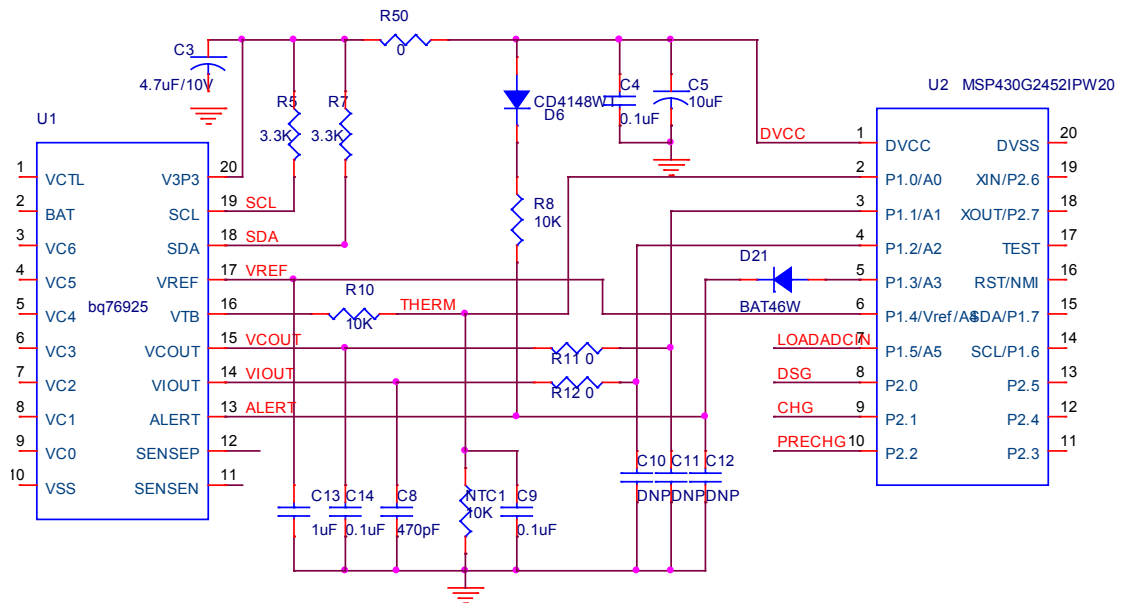 R50
0
C3
4.7uF/10V
R5
3.3K
R7
3.3K
CD4148W
D6
C4
0.1uF
C5
10uF
R8
10K
U1
bq76925
1 VCTL
2 BAT
3 VC6
4 VC5
5 VC4
6 VC3
7 VC2
8 VC1
9 VC0
10 VSS
V3P3 20
SCL 19 SCL
SDA 18 SDA
VREF 17 VREF
VTB 16
VCOUT 15 VCOUT
VIOUT 14 VIOUT
ALERT 13 ALERT
SENSEP 12
SENSEN 11
R10
10K
THERM
R11 0
R12 0
D21
BAT46W
C13
1uF
C14
0.1uF
C8
470pF
NTC1
10K
C9
0.1uF
C10
DNP
C11
DNP
C12
DNP
U2 MSP430G2452IPW20
DVCC 1 DVCC
2 P1.0/A0
3 P1.1/A1
4 P1.2/A2
5 P1.3/A3
6 P1.4/Vref/A4
LOADADCIN 7 P1.5/A5
DSG 8 P2.0
CHG 9 P2.1
PRECHG 10 P2.2
DVSS 20
XIN/P2.6 19
XOUT/P2.7 18
TEST 17
RST/NMI 16
SDA/P1.7 15
SCL/P1.6 14
P2.5 13
P2.4 12
P2.3 11